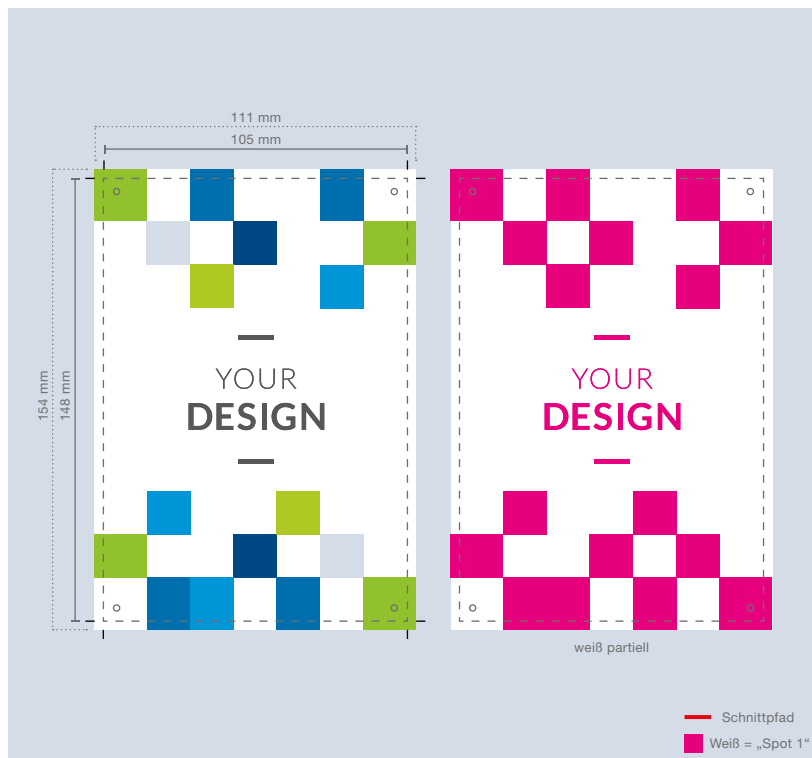 111 mm
105 mm
154 mm
148 mm
YOUR
DESIGN
YOUR
DESIGN
weiß partiell
Schnittpfad
Weiß = „Spot 1“